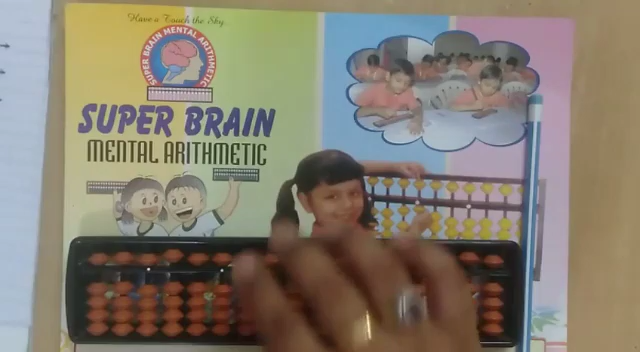 Have a Touch the Sky
SUPER BRAIN MENTAL ARITHMETIC
SUPER BRAIN
MENTAL ARITHMETIC